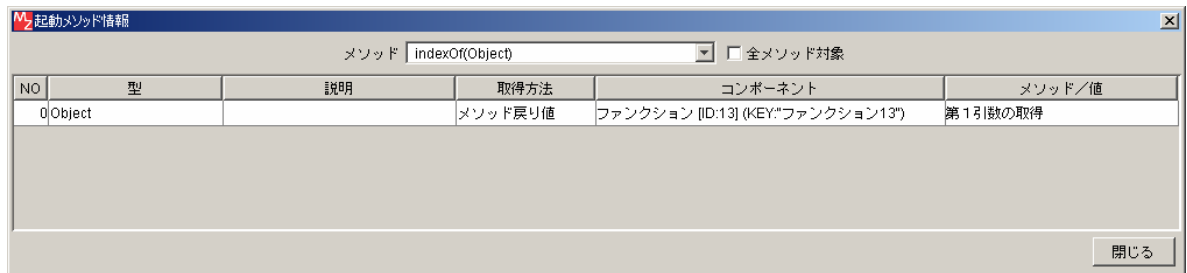 MZ 起動メソッド情報
メソッド indexOf(Object) 全メソッド対象
NO 型 説明 取得方法 コンポーネント メソッド／値
0 Object メソッド戻り値 ファンクション [ID:13] (KEY:"ファンクション13") 第1引数の取得
閉じる